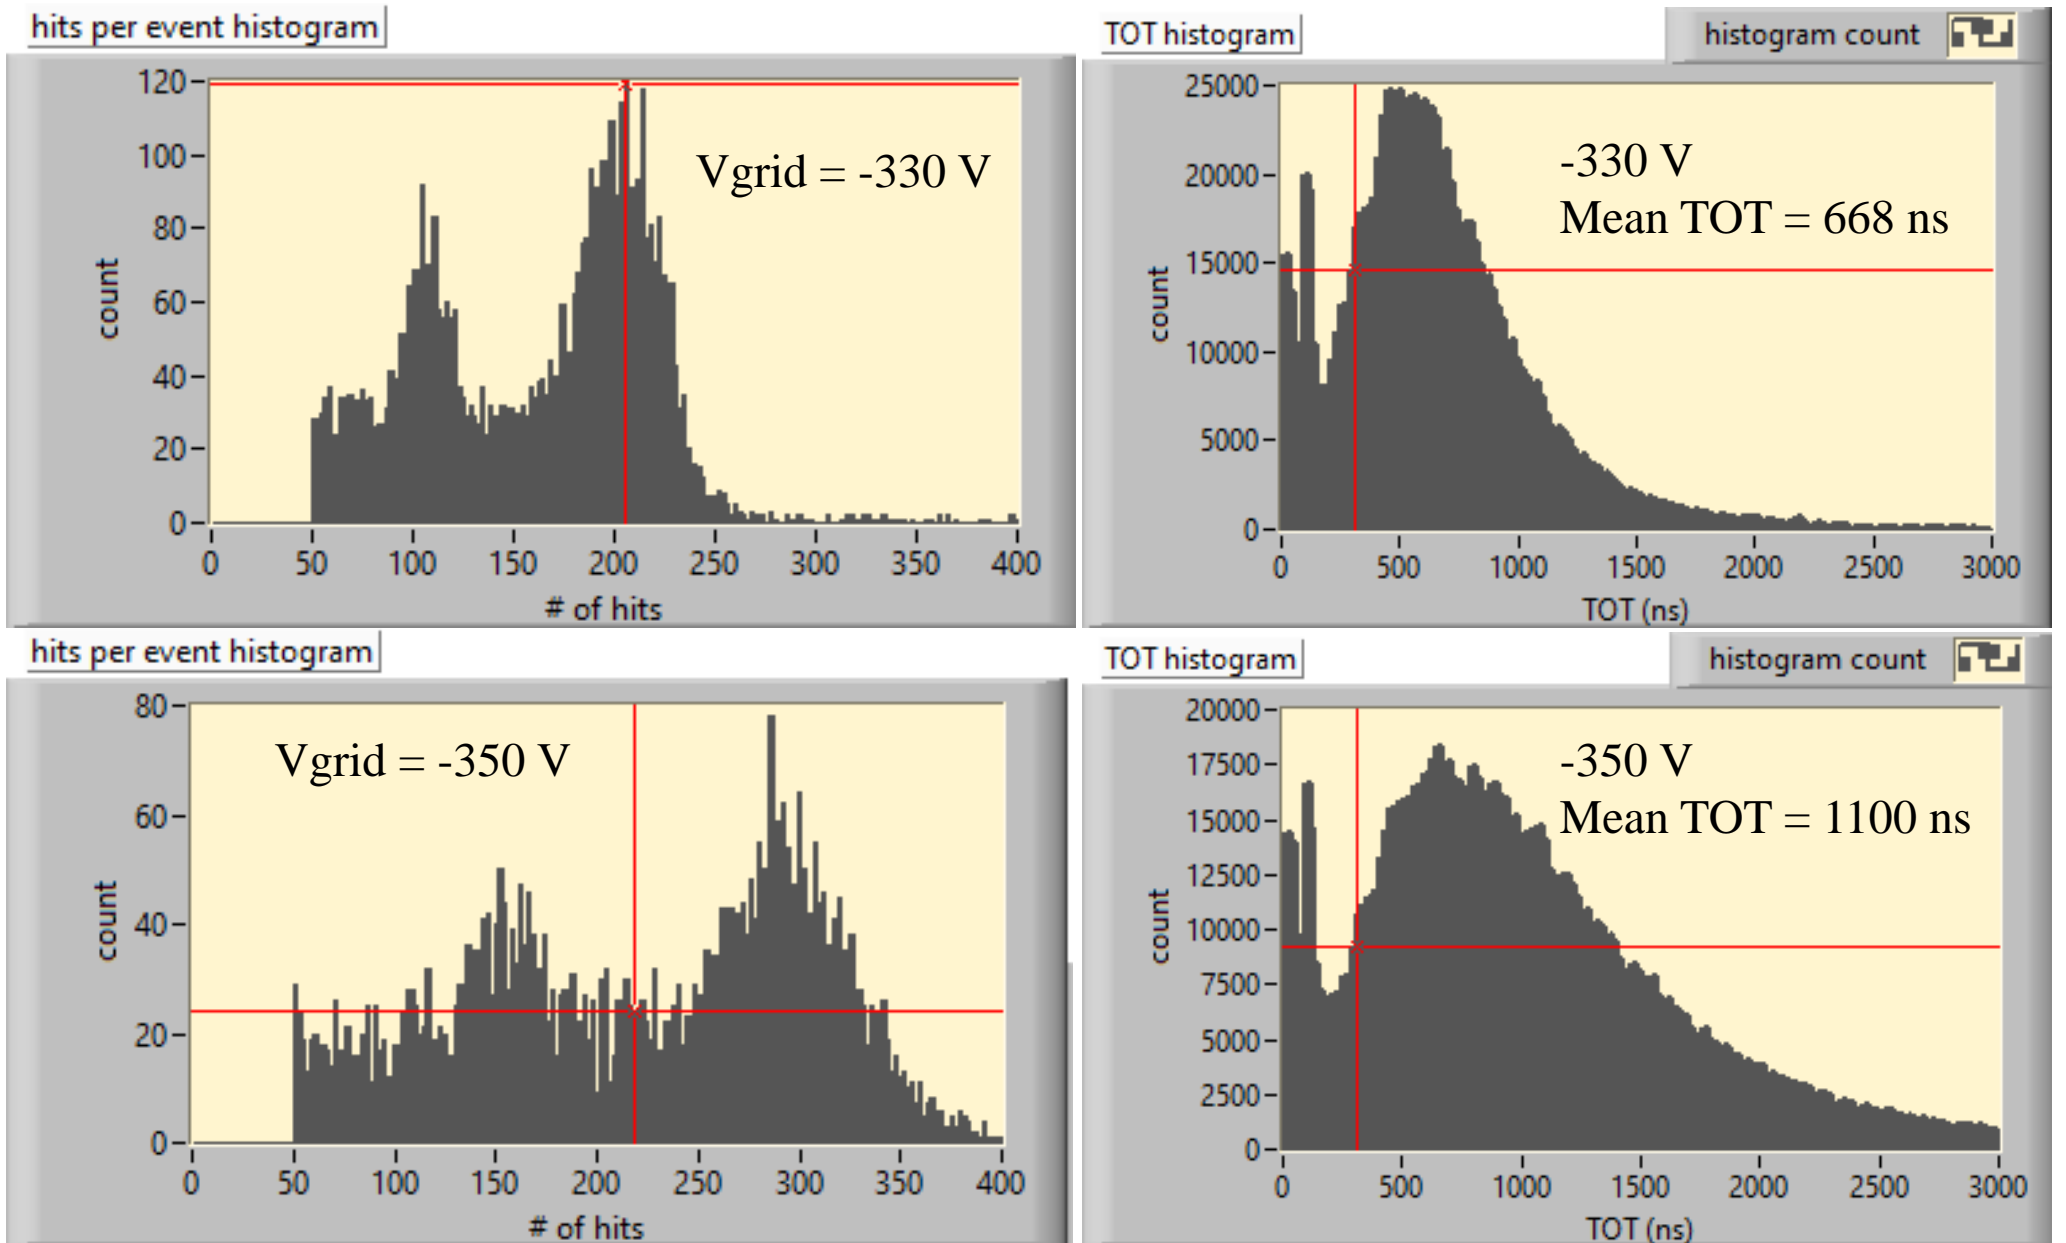 hits per event histogram
120
100
80
60
40
20
0
count
Vgrid = -330 V
0 50 100 150 200 250 300 350 400
# of hits
TOT histogram
histogram count
25000
20000
15000
10000
5000
0
count
-330 V
Mean TOT = 668 ns
0 500 1000 1500 2000 2500 3000
TOT (ns)
hits per event histogram
80
60
40
20
0
count
Vgrid = -350 V
0 50 100 150 200 250 300 350 400
# of hits
TOT histogram
histogram count
20000
17500
15000
12500
10000
7500
5000
2500
0
count
-350 V
Mean TOT = 1100 ns
0 500 1000 1500 2000 2500 3000
TOT (ns)